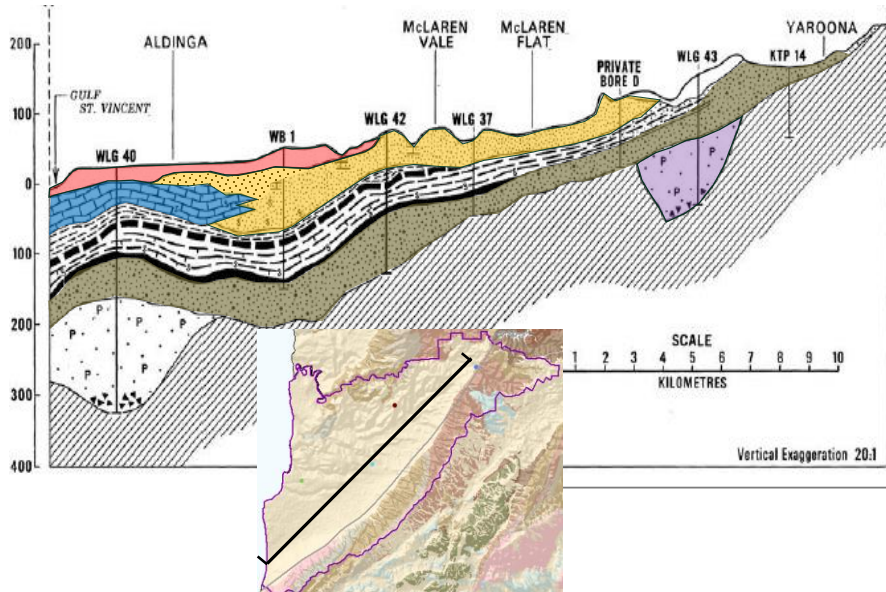 YAROONA
McLAREN
VALE
McLAREN
FLAT
ALDINGA
200
WLG 43
KTP 14
PRIVATE
BORE D
GULF
ST. VINCENT
100
WLG 42
WLG 37
WB 1
WLG 40
P
P
0
P
100
P
P
P
200
P
P
SCALE
1 2 3 4 5 6 7 8 9 10
KILOMETRES
300
P
P
400
Vertical Exaggeration 20:1